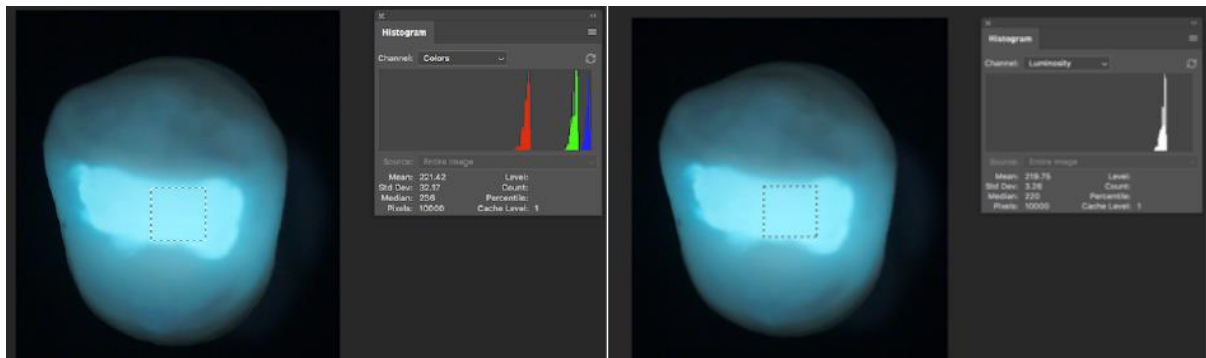 Histogram
Channel: Colors
Source: Entire Image
Mean: 221.42 Level:
Std Dev: 32.17 Count:
Median: 236 Percentile:
Pixels: 10000 Cache Level: 1
Histogram
Channel: Luminosity
Source: Entire Image
Mean: 219.75 Level:
Std Dev: 3.26 Count:
Median: 220 Percentile:
Pixels: 10000 Cache Level: 1